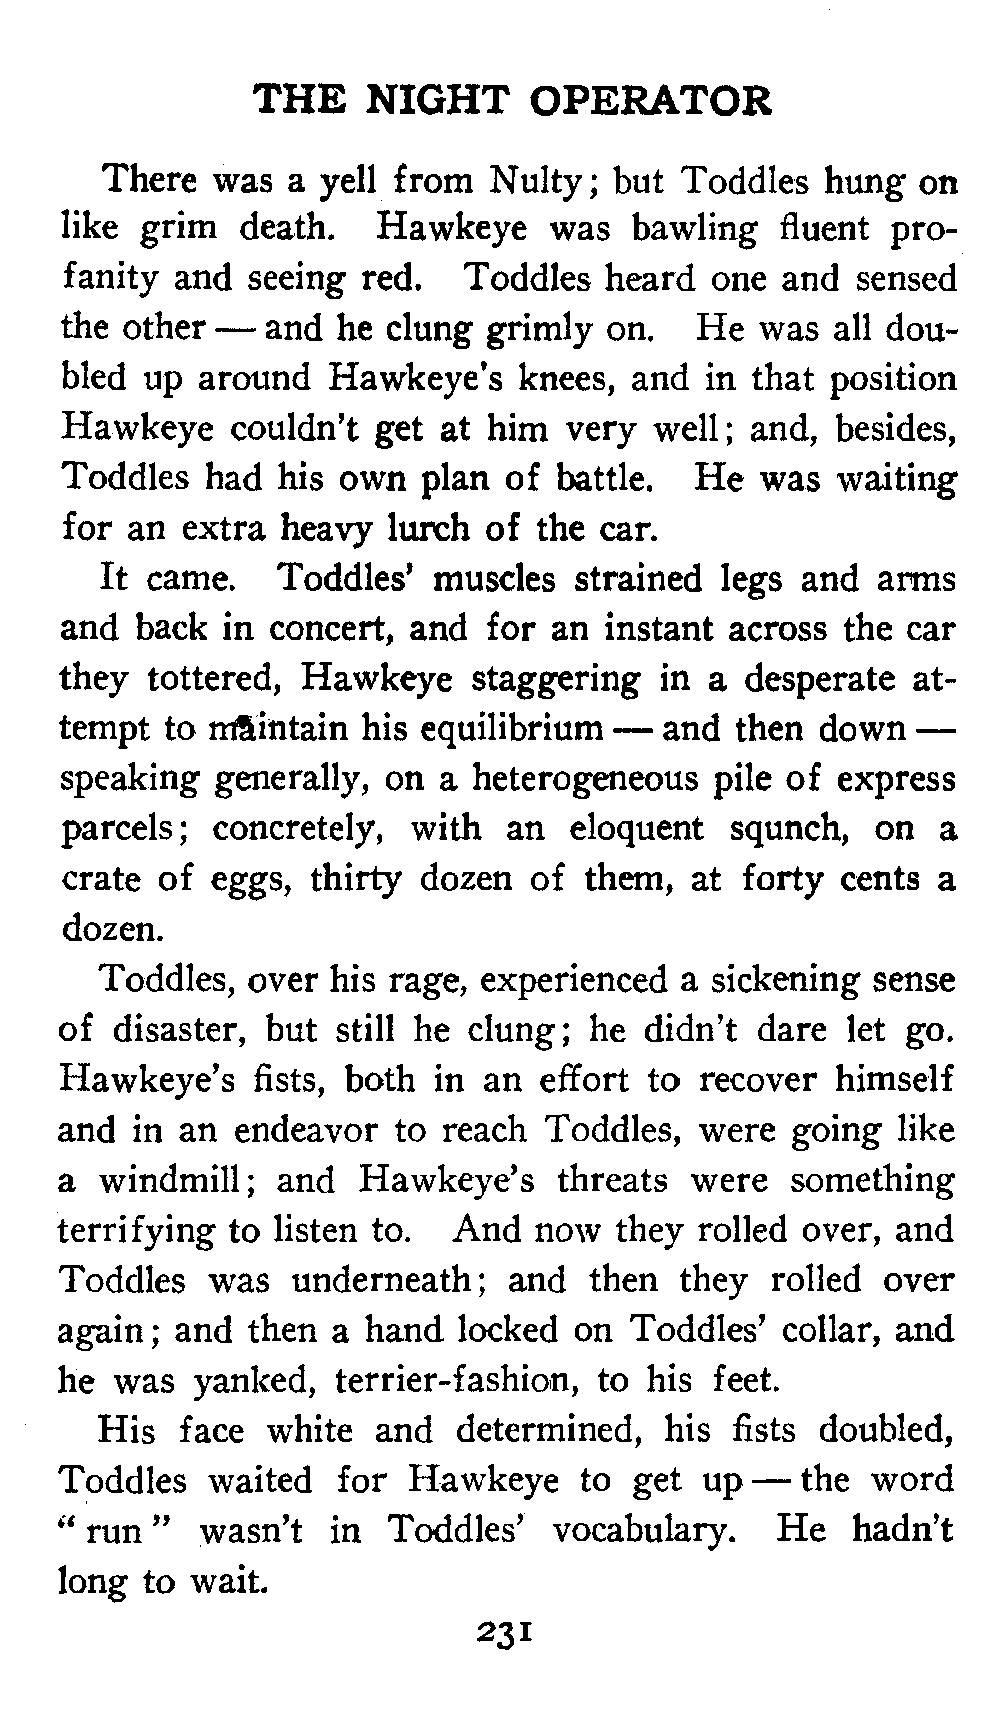 THE NIGHT OPERATOR
There was a yell from Nulty; but Toddles hung on
like grim death. Hawkeye was bawling fluent pro-
fanity and seeing red. Toddles heard one and sensed
the other — and he clung grimly on. He was all dou-
bled up around Hawkeye's knees, and in that position
Hawkeye couldn't get at him very well; and, besides,
Toddles had his own plan of battle. He was waiting
for an extra heavy lurch of the car.
It came. Toddles' muscles strained legs and arms
and back in concert, and for an instant across the car
they tottered, Hawkeye staggering in a desperate at-
tempt to maintain his equilibrium — and then down —
speaking generally, on a heterogeneous pile of express
parcels; concretely, with an eloquent squnch, on a
crate of eggs, thirty dozen of them, at forty cents a
dozen.
Toddles, over his rage, experienced a sickening sense
of disaster, but still he clung; he didn't dare let go.
Hawkeye's fists, both in an effort to recover himself
and in an endeavor to reach Toddles, were going like
a windmill; and Hawkeye's threats were something
terrifying to listen to. And now they rolled over, and
Toddles was underneath; and then they rolled over
again; and then a hand locked on Toddles' collar, and
he was yanked, terrier-fashion, to his feet.
His face white and determined, his fists doubled,
Toddles waited for Hawkeye to get up — the word
"run" wasn't in Toddles' vocabulary. He hadn't
long to wait.
231